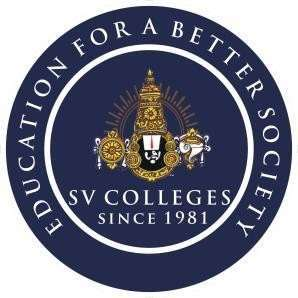 EDUCATION FOR A BETTER SOCIETY
SV COLLEGES
SINCE 1981